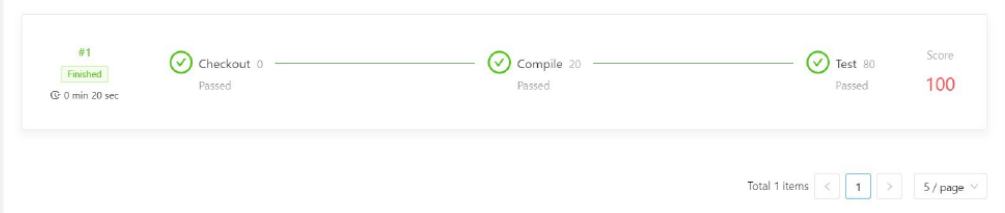 #1
Finished
0 min 20 sec
Checkout 0
Passed
Compile 20
Passed
Test 80
Passed
Score
100
Total 1 items < 1 > 5 / page